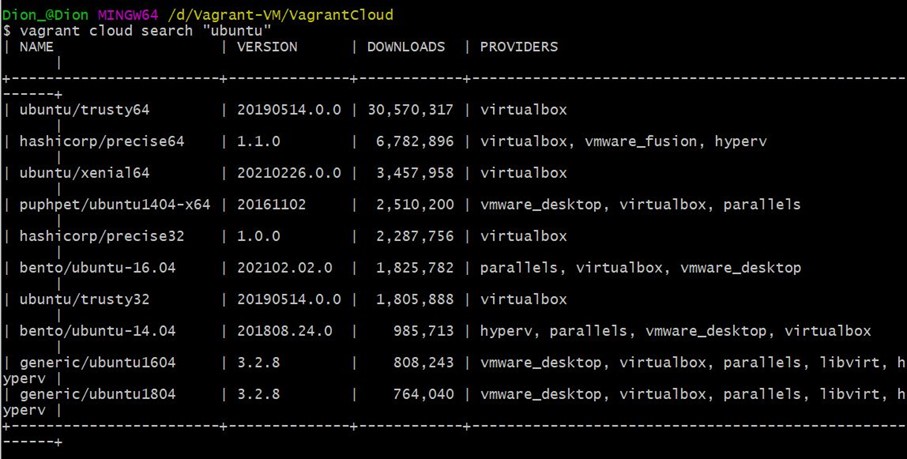 Dion_@Dion MINGW64 /d/Vagrant-VM/VagrantCloud
$ vagrant cloud search "ubuntu"
| NAME                   | VERSION      | DOWNLOADS  | PROVIDERS
      |
+------------------------+--------------+------------+--------------------------------------------------
------+
| ubuntu/trusty64        | 20190514.0.0 | 30,570,317 | virtualbox
      |
| hashicorp/precise64    | 1.1.0        |  6,782,896 | virtualbox, vmware_fusion, hyperv
      |
| ubuntu/xenial64        | 20210226.0.0 |  3,457,958 | virtualbox
      |
| puphpet/ubuntu1404-x64 | 20161102     |  2,510,200 | vmware_desktop, virtualbox, parallels
      |
| hashicorp/precise32    | 1.0.0        |  2,287,756 | virtualbox
      |
| bento/ubuntu-16.04     | 202102.02.0  |  1,825,782 | parallels, virtualbox, vmware_desktop
      |
| ubuntu/trusty32        | 20190514.0.0 |  1,805,888 | virtualbox
      |
| bento/ubuntu-14.04     | 201808.24.0  |    985,713 | hyperv, parallels, vmware_desktop, virtualbox
      |
| generic/ubuntu1604     | 3.2.8        |    808,243 | vmware_desktop, virtualbox, parallels, libvirt, h
yperv |
| generic/ubuntu1804     | 3.2.8        |    764,040 | vmware_desktop, virtualbox, parallels, libvirt, h
yperv |
+------------------------+--------------+------------+--------------------------------------------------
------+